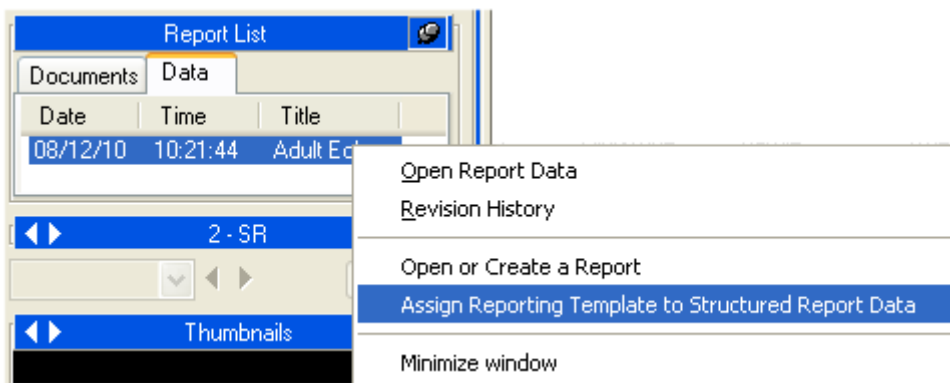 Report List
Documents Data
Date Time Title
08/12/10 10:21:44 Adult
Open Report Data
Revision History
2 - SR
Open or Create a Report
Assign Reporting Template to Structured Report Data
Thumbnails
Minimize window